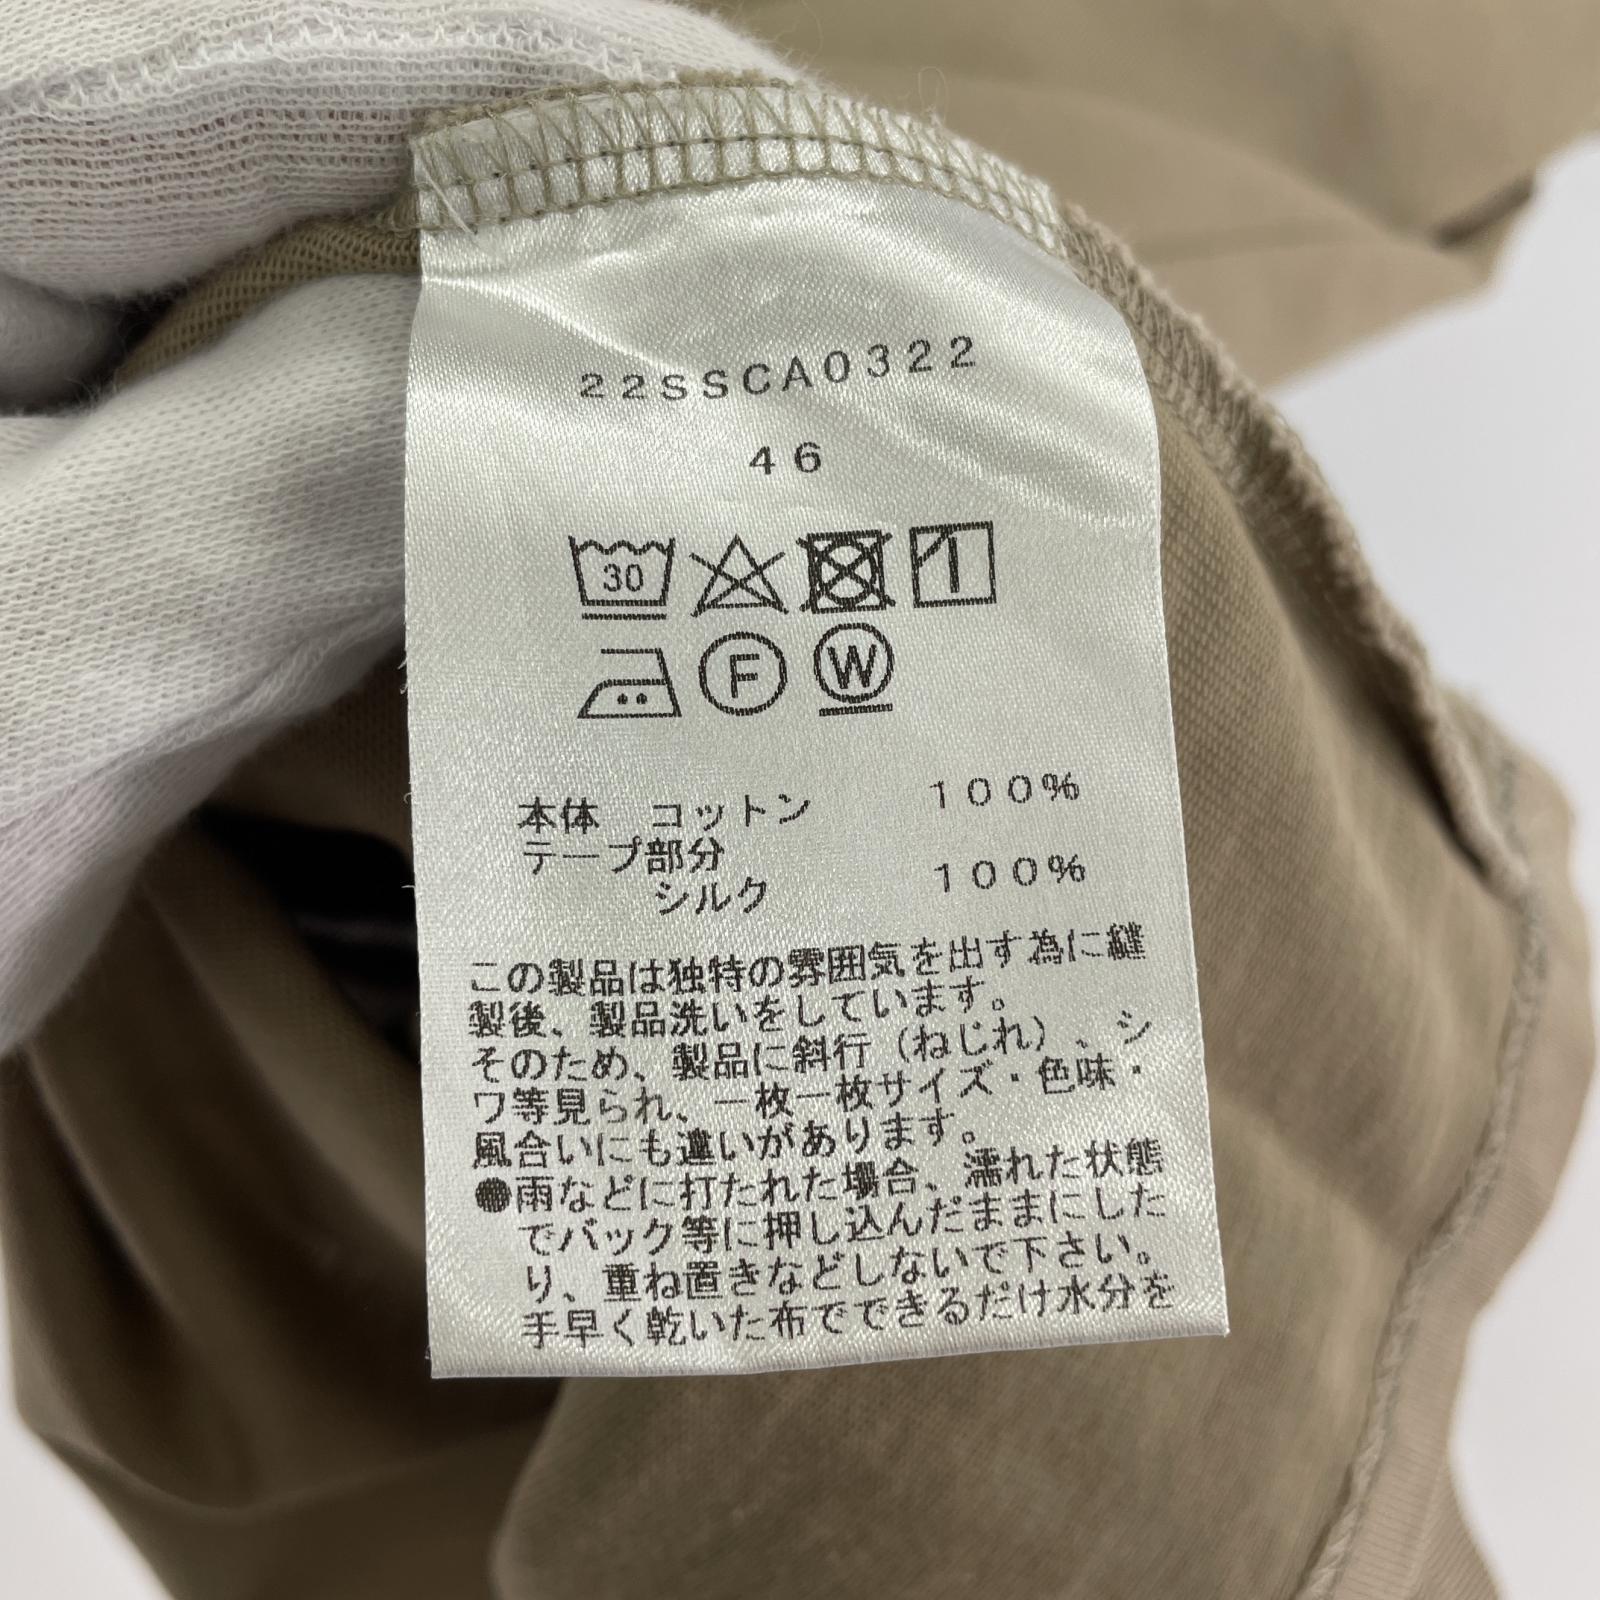 22SSCA0322
46
30
F W
本体 コットン 100%
テープ部分
シルク 100%
この製品は独特の雰囲気を出す為に縫
製後、製品洗いをしています。
そのため、製品に斜行（ねじれ）、シ
ワ等見られ、一枚一枚サイズ・色味・
風合いにも違いがあります。
●雨などに打たれた場合、濡れた状態
でバック等に押し込んだままにした
り、重ね置きなどしないで下さい。
手早く乾いた布でできるだけ水分を